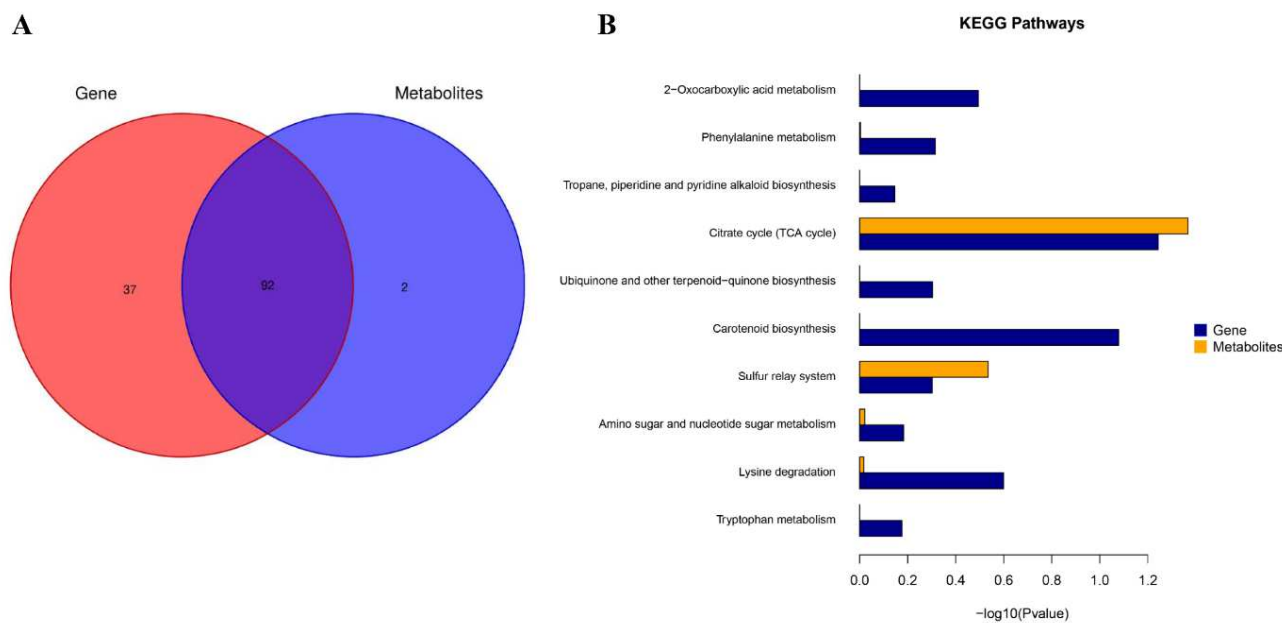 A
B
KEGG Pathways
Gene
Metabolites
37
92
2
2−Oxocarboxylic acid metabolism
Phenylalanine metabolism
Tropane, piperidine and pyridine alkaloid biosynthesis
Citrate cycle (TCA cycle)
Ubiquinone and other terpenoid−quinone biosynthesis
Carotenoid biosynthesis
Sulfur relay system
Amino sugar and nucleotide sugar metabolism
Lysine degradation
Tryptophan metabolism
Gene
Metabolites
0.0 0.2 0.4 0.6 0.8 1.0 1.2
−log10(Pvalue)